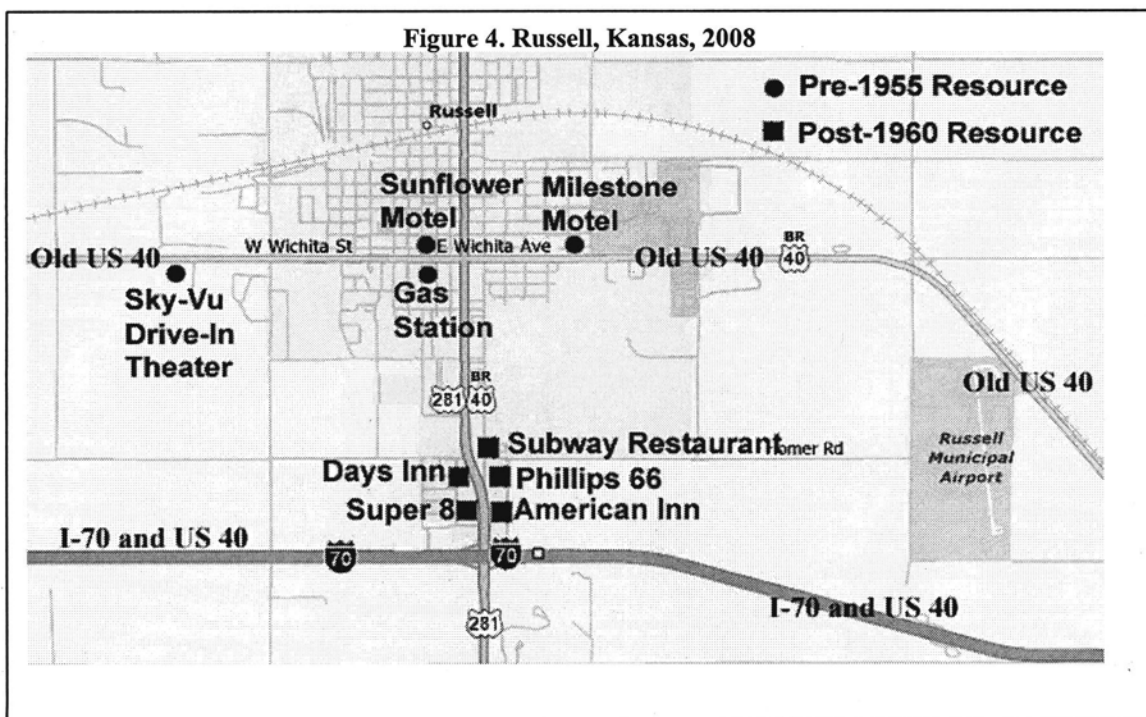 Figure 4. Russell, Kansas, 2008
Pre-1955 Resource
Post-1960 Resource
Russell
Sunflower
Motel
Milestone
Motel
W Wichita St
E Wichita Ave
Old US 40
Old US 40
BR
40
Sky-Vu
Drive-In
Theater
Gas
Station
Old US 40
BR
281
40
Subway Restaurant
omer Rd
Days Inn
Phillips 66
Super 8
American Inn
Russell
Municipal
Airport
I-70 and US 40
70
70
I-70 and US 40
281